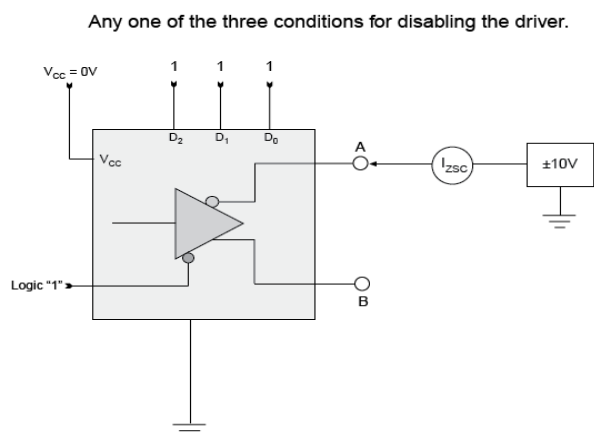 Any one of the three conditions for disabling the driver.
1 1 1
Vcc = 0V
D2 D1 D0
A
Vcc
Izsc
±10V
Logic "1"
B